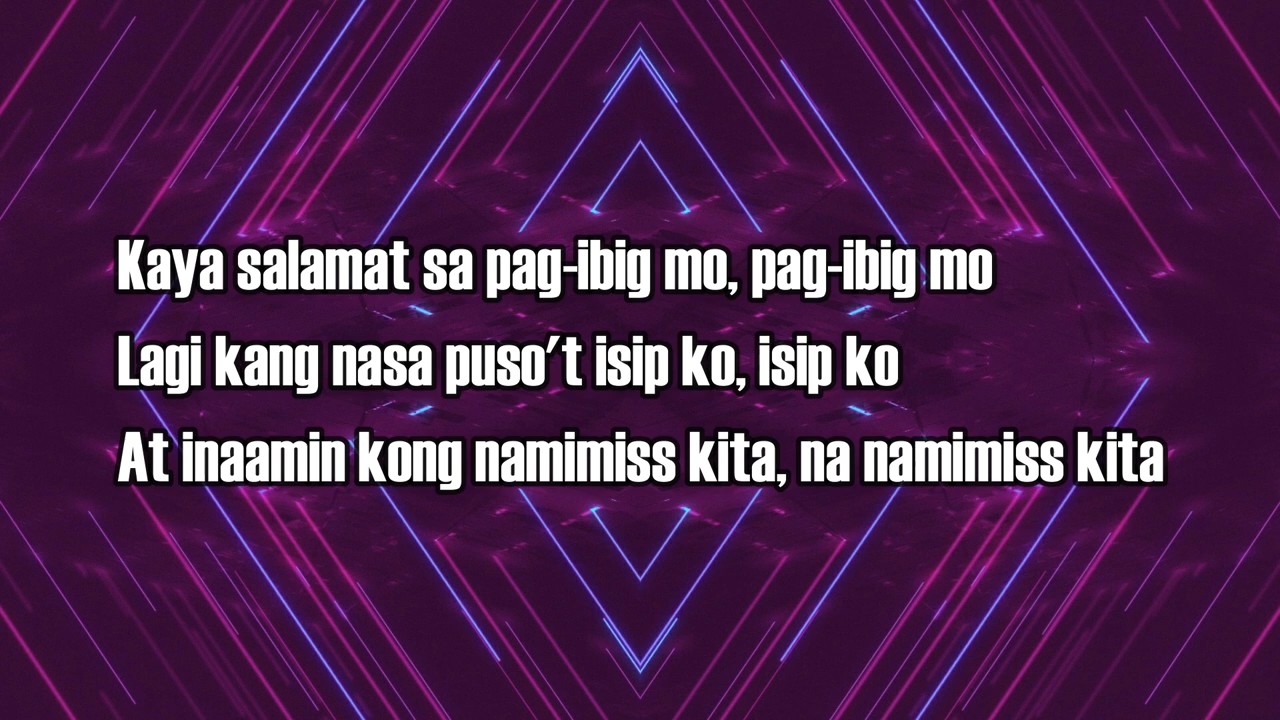 Kaya salamat sa pag-ibig mo, pag-ibig mo
Lagi kang nasa puso't isip ko, isip ko
At inaamin kong namimiss kita, na namimiss kita